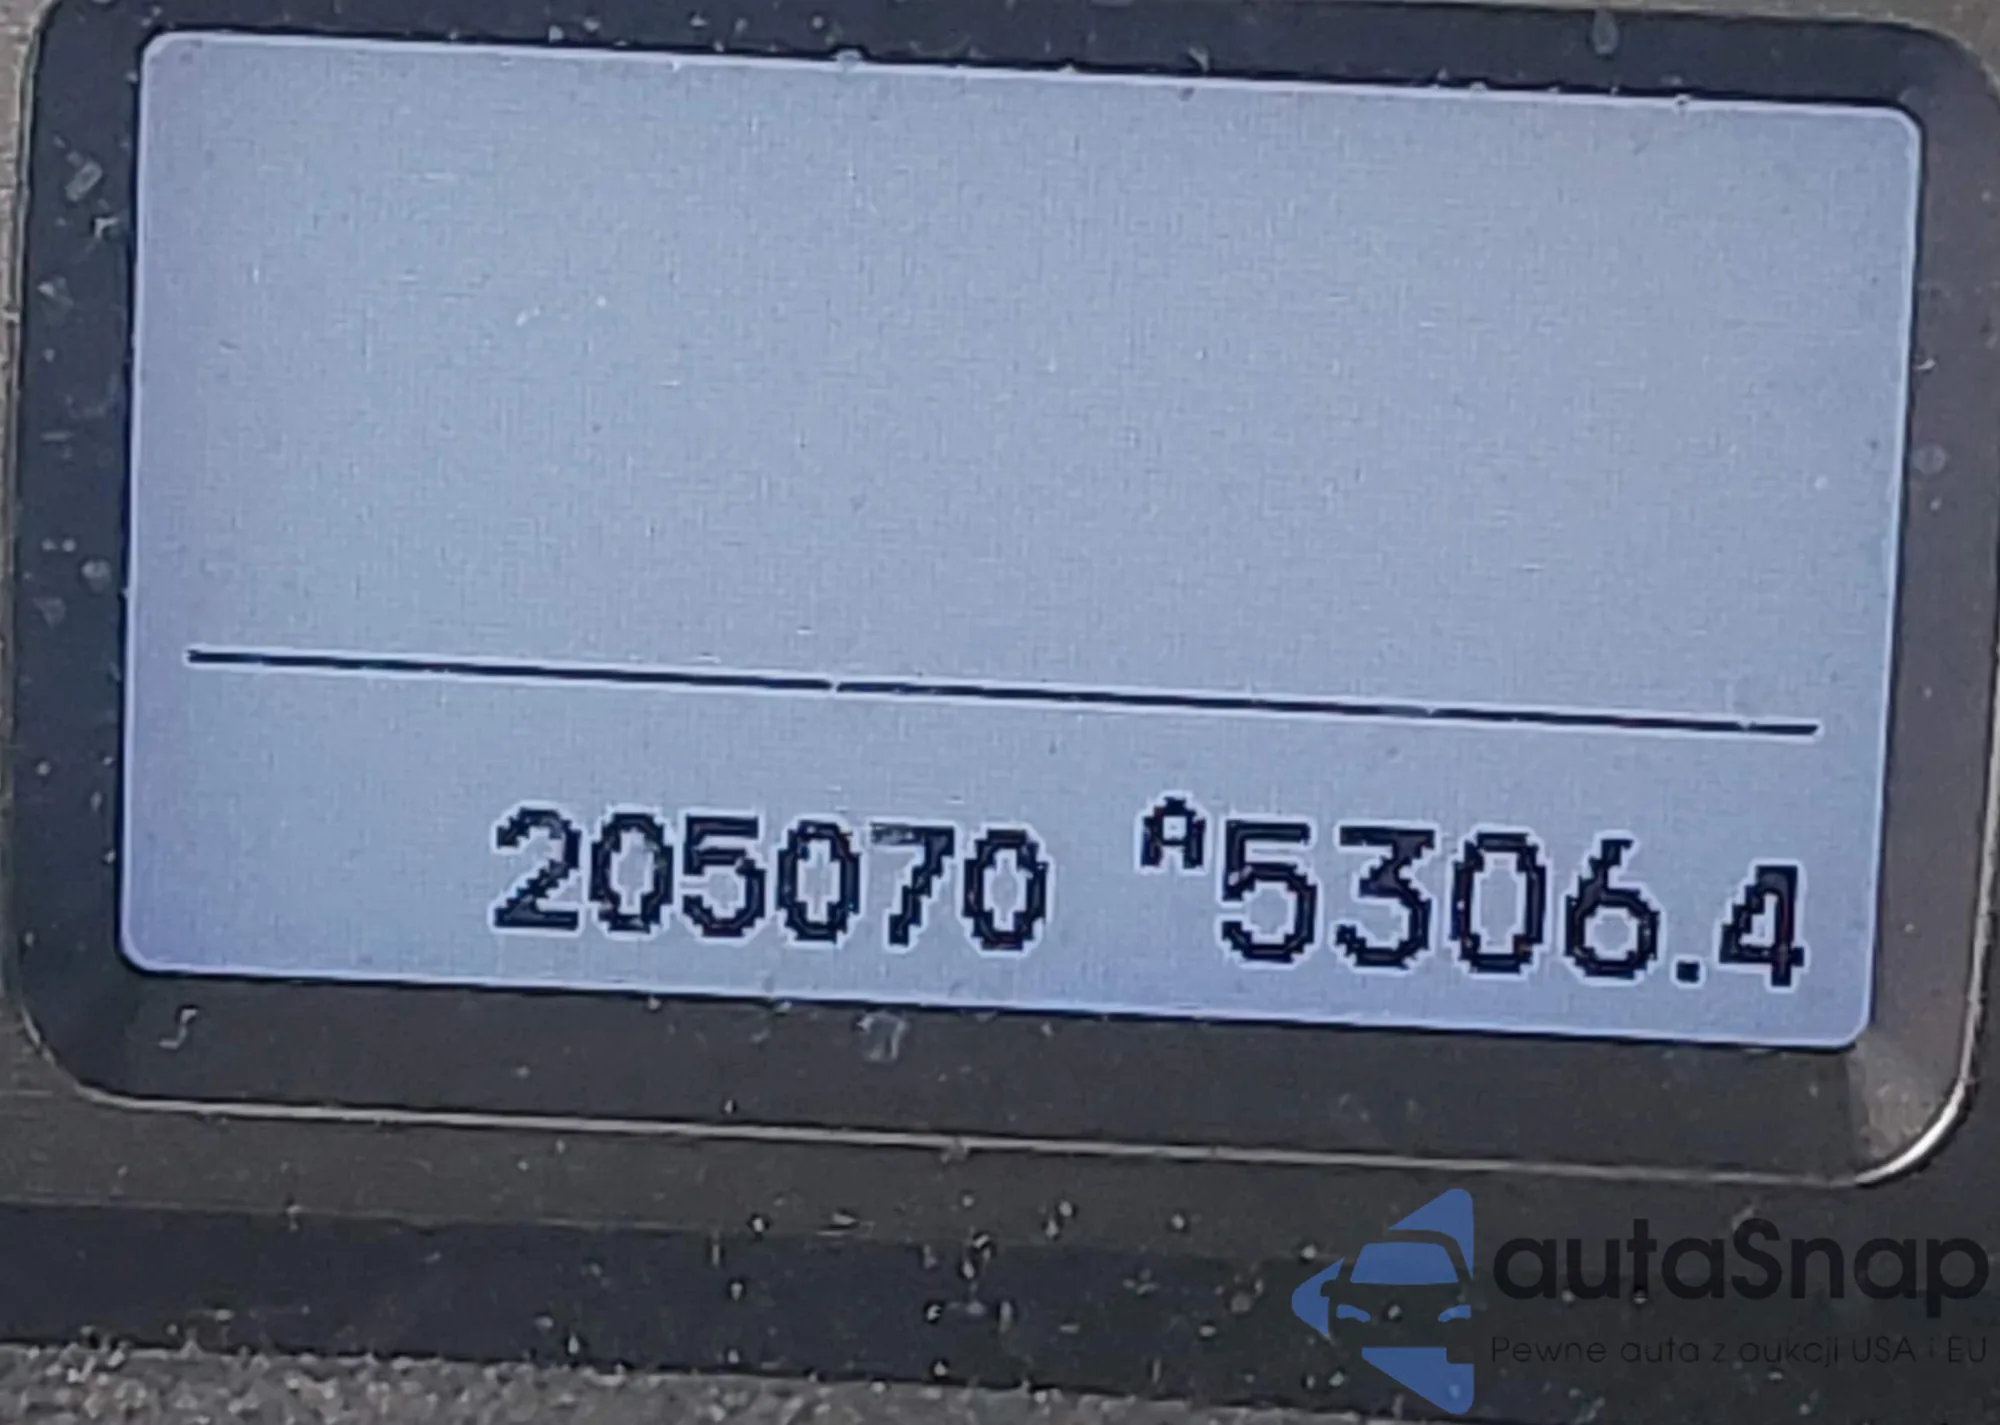 205070 A5306.4
autaSnap
Pewne auta z aukcji USA i EU